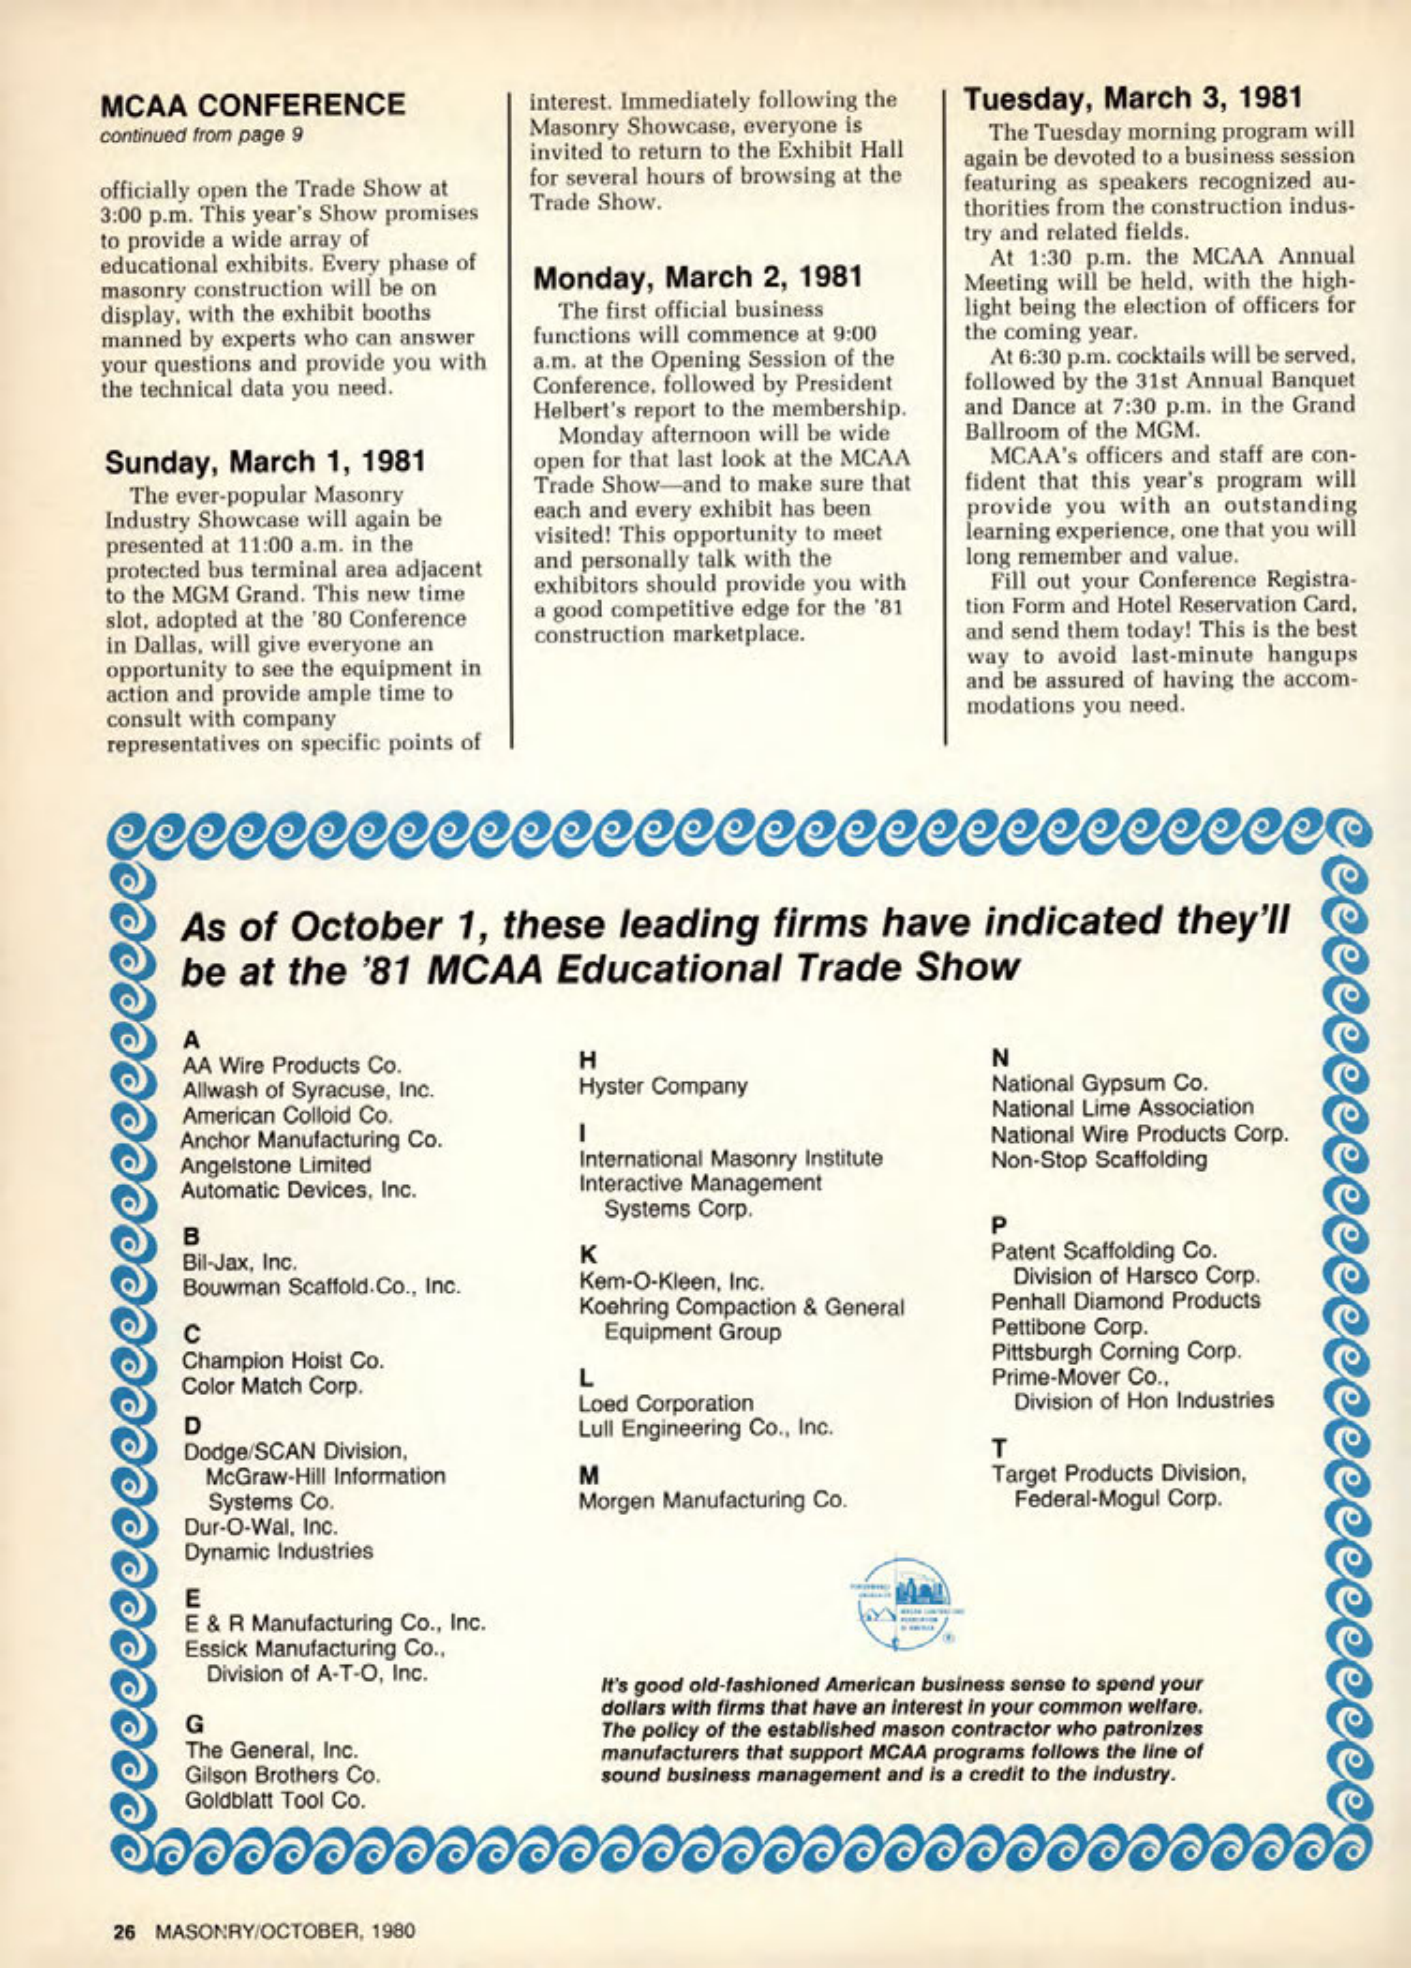 MCAA CONFERENCE
continued from page 9
officially open the Trade Show at
3:00 p.m. This year's Show promises
to provide a wide array of
educational exhibits. Every phase of
masonry construction will be on
display, with the exhibit booths
manned by experts who can answer
your questions and provide you with
the technical data you need.
Sunday, March 1, 1981
The ever-popular Masonry
Industry Showcase will again be
presented at 11:00 a.m. in the
protected bus terminal area adjacent
to the MGM Grand. This new time
slot, adopted at the '80 Conference
in Dallas, will give everyone an
opportunity to see the equipment in
action and provide ample time to
consult with company
representatives on specific points of
interest. Immediately following the
Masonry Showcase, everyone is
invited to return to the Exhibit Hall
for several hours of browsing at the
Trade Show.
Monday, March 2, 1981
The first official business
functions will commence at 9:00
a.m. at the Opening Session of the
Conference, followed by President
Helbert's report to the membership.
Monday afternoon will be wide
open for that last look at the MCAA
Trade Show—and to make sure that
each and every exhibit has been
visited! This opportunity to meet
and personally talk with the
exhibitors should provide you with
a good competitive edge for the '81
construction marketplace.
Tuesday, March 3, 1981
The Tuesday morning program will
again be devoted to a business session
featuring as speakers recognized au-
thorities from the construction indus-
try and related fields.
At 1:30 p.m. the MCAA Annual
Meeting will be held, with the high-
light being the election of officers for
the coming year.
At 6:30 p.m. cocktails will be served,
followed by the 31st Annual Banquet
and Dance at 7:30 p.m. in the Grand
Ballroom of the MGM.
MCAA's officers and staff are con-
fident that this year's program will
provide you with an outstanding
learning experience, one that you will
long remember and value.
Fill out your Conference Registra-
tion Form and Hotel Reservation Card,
and send them today! This is the best
way to avoid last-minute hangups
and be assured of having the accom-
modations you need.
As of October 1, these leading firms have indicated they'll
be at the '81 MCAA Educational Trade Show
A
AA Wire Products Co.
Allwash of Syracuse, Inc.
American Colloid Co.
Anchor Manufacturing Co.
Angelstone Limited
Automatic Devices, Inc.
B
Bil-Jax, Inc.
Bouwman Scaffold Co., Inc.
C
Champion Hoist Co.
Color Match Corp.
D
Dodge/SCAN Division,
McGraw-Hill Information
Systems Co.
Dur-O-Wal, Inc.
Dynamic Industries
E
E & R Manufacturing Co., Inc.
Essick Manufacturing Co.,
Division of A-T-O, Inc.
G
The General, Inc.
Gilson Brothers Co.
Goldblatt Tool Co.
H
Hyster Company
I
International Masonry Institute
Interactive Management
Systems Corp.
K
Kem-O-Kleen, Inc.
Koehring Compaction & General
Equipment Group
L
Loed Corporation
Lull Engineering Co., Inc.
M
Morgen Manufacturing Co.
N
National Gypsum Co.
National Lime Association
National Wire Products Corp.
Non-Stop Scaffolding
P
Patent Scaffolding Co.
Division of Harsco Corp.
Penhall Diamond Products
Pettibone Corp.
Pittsburgh Corning Corp.
Prime-Mover Co.,
Division of Hon Industries
T
Target Products Division,
Federal-Mogul Corp.
It's good old-fashioned American business sense to spend your
dollars with firms that have an interest in your common welfare.
The policy of the established mason contractor who patronizes
manufacturers that support MCAA programs follows the line of
sound business management and is a credit to the industry.
26 MASONRY/OCTOBER, 1980